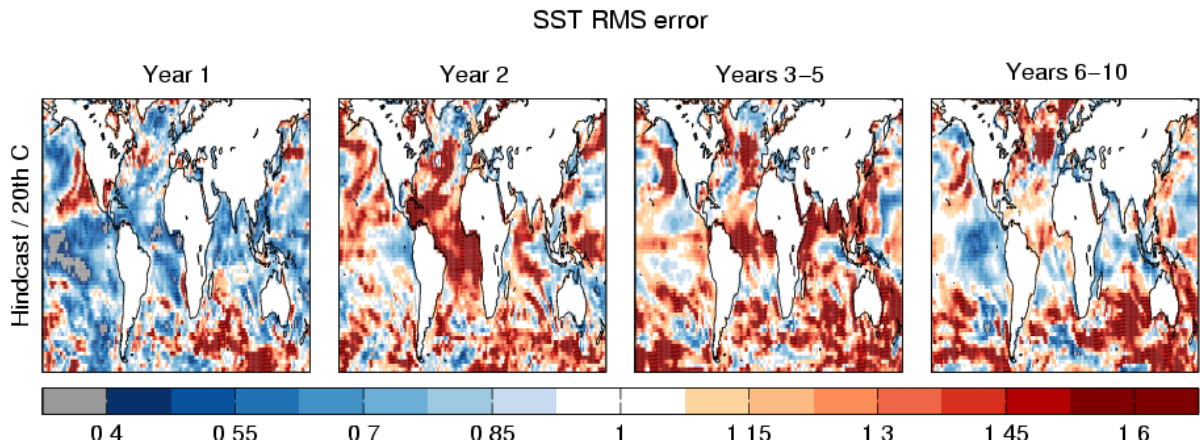 SST RMS error
Year 1
Year 2
Years 3-5
Years 6-10
Hindcast / 20th C
0.4 0.55 0.7 0.85 1 1.15 1.3 1.45 1.6